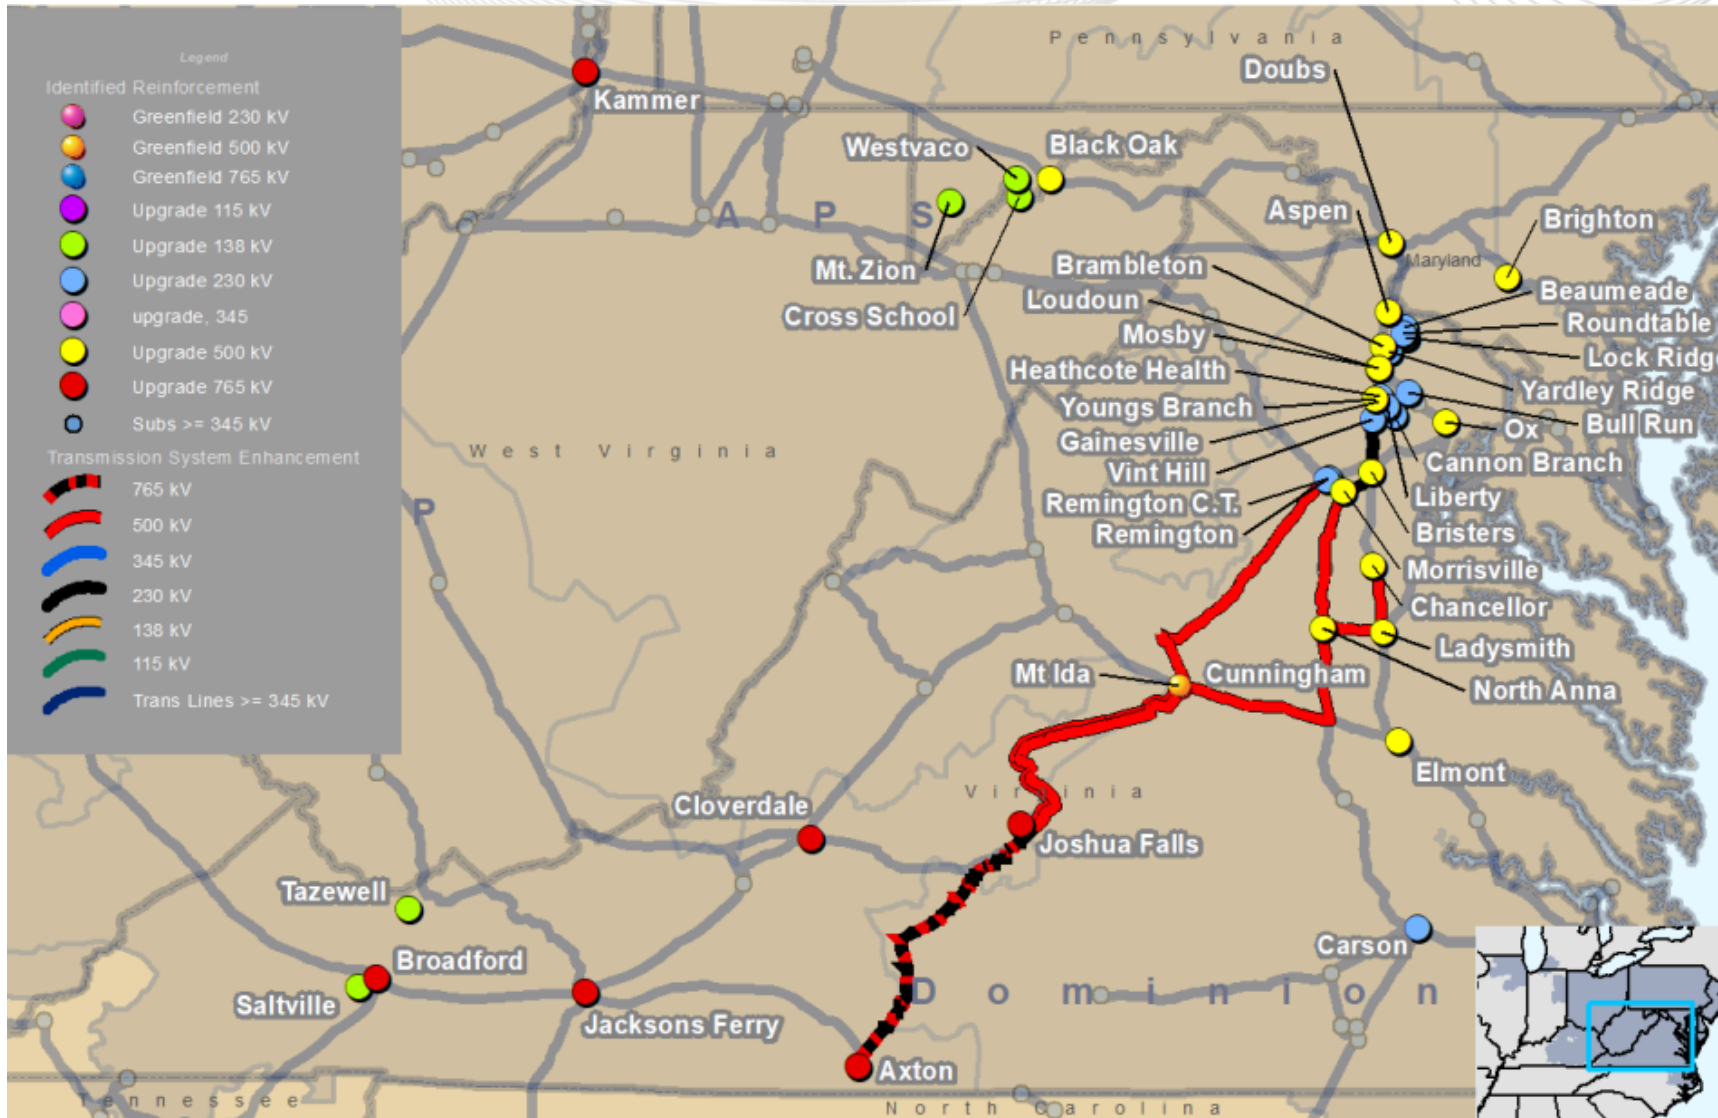 Legend
Identified Reinforcement
Greenfield 230 kV
Greenfield 500 kV
Greenfield 765 kV
Upgrade 115 kV
Upgrade 138 kV
Upgrade 230 kV
upgrade, 345
Upgrade 500 kV
Upgrade 765 kV
Subs >= 345 kV
Transmission System Enhancement
765 kV
500 kV
345 kV
230 kV
138 kV
115 kV
Trans Lines >= 345 kV
Pennsylvania
Doubs
Kammer
Westvaco
Black Oak
A P S
Aspen
Brighton
Maryland
Mt. Zion
Brambleton
Beaumeade
Loudoun
Cross School
Roundtable
Mosby
Lock Ridge
Heathcote Health
Yardley Ridge
Youngs Branch
Bull Run
Ox
Gainesville
West Virginia
Cannon Branch
Vint Hill
Liberty
Remington C.T.
P
Bristers
Remington
Morrisville
Chancellor
Ladysmith
Mt Ida
Cunningham
North Anna
Elmont
Virginia
Cloverdale
Joshua Falls
Tazewell
Carson
Broadford
Saltville
Dominion
Jacksons Ferry
Axton
Tennessee
North Carolina